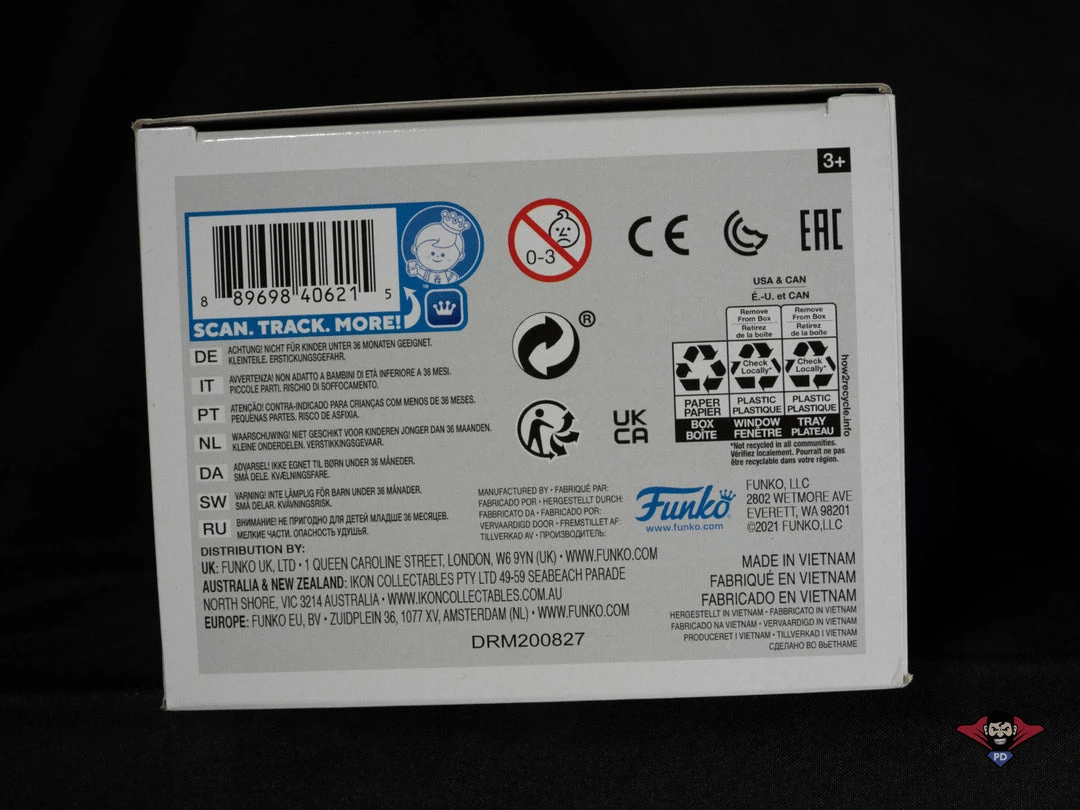 3+
8 89698 40621 5
SCAN. TRACK. MORE!
™
0-3
CE
EAC
®
UK
CA
USA & CAN
É.-U. et CAN
Remove
From Box
Retirez
de la boîte
Remove
From Box
Retirez
de la boîte
Check
Locally*
Check
Locally*
PAPER
PAPIER
PLASTIC
PLASTIQUE
PLASTIC
PLASTIQUE
BOX
BOÎTE
WINDOW
FENÊTRE
TRAY
PLATEAU
how2recycle.info
*Not recycled in all communities.
Vérifiez localement. Pourrait ne pas
être recyclable dans votre région.
DE ACHTUNG! NICHT FÜR KINDER UNTER 36 MONATEN GEEIGNET.
KLEINTEILE. ERSTICKUNGSGEFAHR.
IT AVVERTENZA! NON ADATTO A BAMBINI DI ETÀ INFERIORE A 36 MESI.
PICCOLE PARTI. RISCHIO DI SOFFOCAMENTO.
PT ATENÇÃO! CONTRA-INDICADO PARA CRIANÇAS COM MENOS DE 36 MESES.
PEQUENAS PARTES. RISCO DE ASFIXIA.
NL WAARSCHUWING! NIET GESCHIKT VOOR KINDEREN JONGER DAN 36 MAANDEN.
KLEINE ONDERDELEN. VERSTIKKINGSGEVAAR.
DA ADVARSEL! IKKE EGNET TIL BØRN UNDER 36 MÅNEDER.
SMÅ DELE. KVÆLNINGSFARE.
SW VARNING! INTE LÄMPLIG FÖR BARN UNDER 36 MÅNADER.
SMÅ DELAR. KVÄVNINGSRISK.
RU ВНИМАНИЕ! НЕ ПРИГОДНО ДЛЯ ДЕТЕЙ МЛАДШЕ 36 МЕСЯЦЕВ.
МЕЛКИЕ ЧАСТИ. ОПАСНОСТЬ УДУШЬЯ.
MANUFACTURED BY • FABRIQUÉ PAR:
FABRICADO POR • HERGESTELLT DURCH:
FABBRICATO DA • FABRICADO POR:
VERVAARDIGD DOOR • FREMSTILLET AF:
TILLVERKAD AV • ПРОИЗВОДИТЕЛЬ:
Funko
www.funko.com
FUNKO, LLC
2802 WETMORE AVE
EVERETT, WA 98201
©2021 FUNKO,LLC
DISTRIBUTION BY:
UK: FUNKO UK, LTD • 1 QUEEN CAROLINE STREET, LONDON, W6 9YN (UK) • WWW.FUNKO.COM
AUSTRALIA & NEW ZEALAND: IKON COLLECTABLES PTY LTD 49-59 SEABEACH PARADE
NORTH SHORE, VIC 3214 AUSTRALIA • WWW.IKONCOLLECTABLES.COM.AU
EUROPE: FUNKO EU, BV • ZUIDPLEIN 36, 1077 XV, AMSTERDAM (NL) • WWW.FUNKO.COM
DRM200827
MADE IN VIETNAM
FABRIQUÉ EN VIETNAM
FABRICADO EN VIETNAM
HERGESTELLT IN VIETNAM • FABBRICATO IN VIETNAM
FABRICADO NA VIETNAM • VERVAARDIGD IN VIETNAM
PRODUCERET I VIETNAM • TILLVERKAD I VIETNAM
СДЕЛАНО ВО ВЬЕТНАМЕ
PD